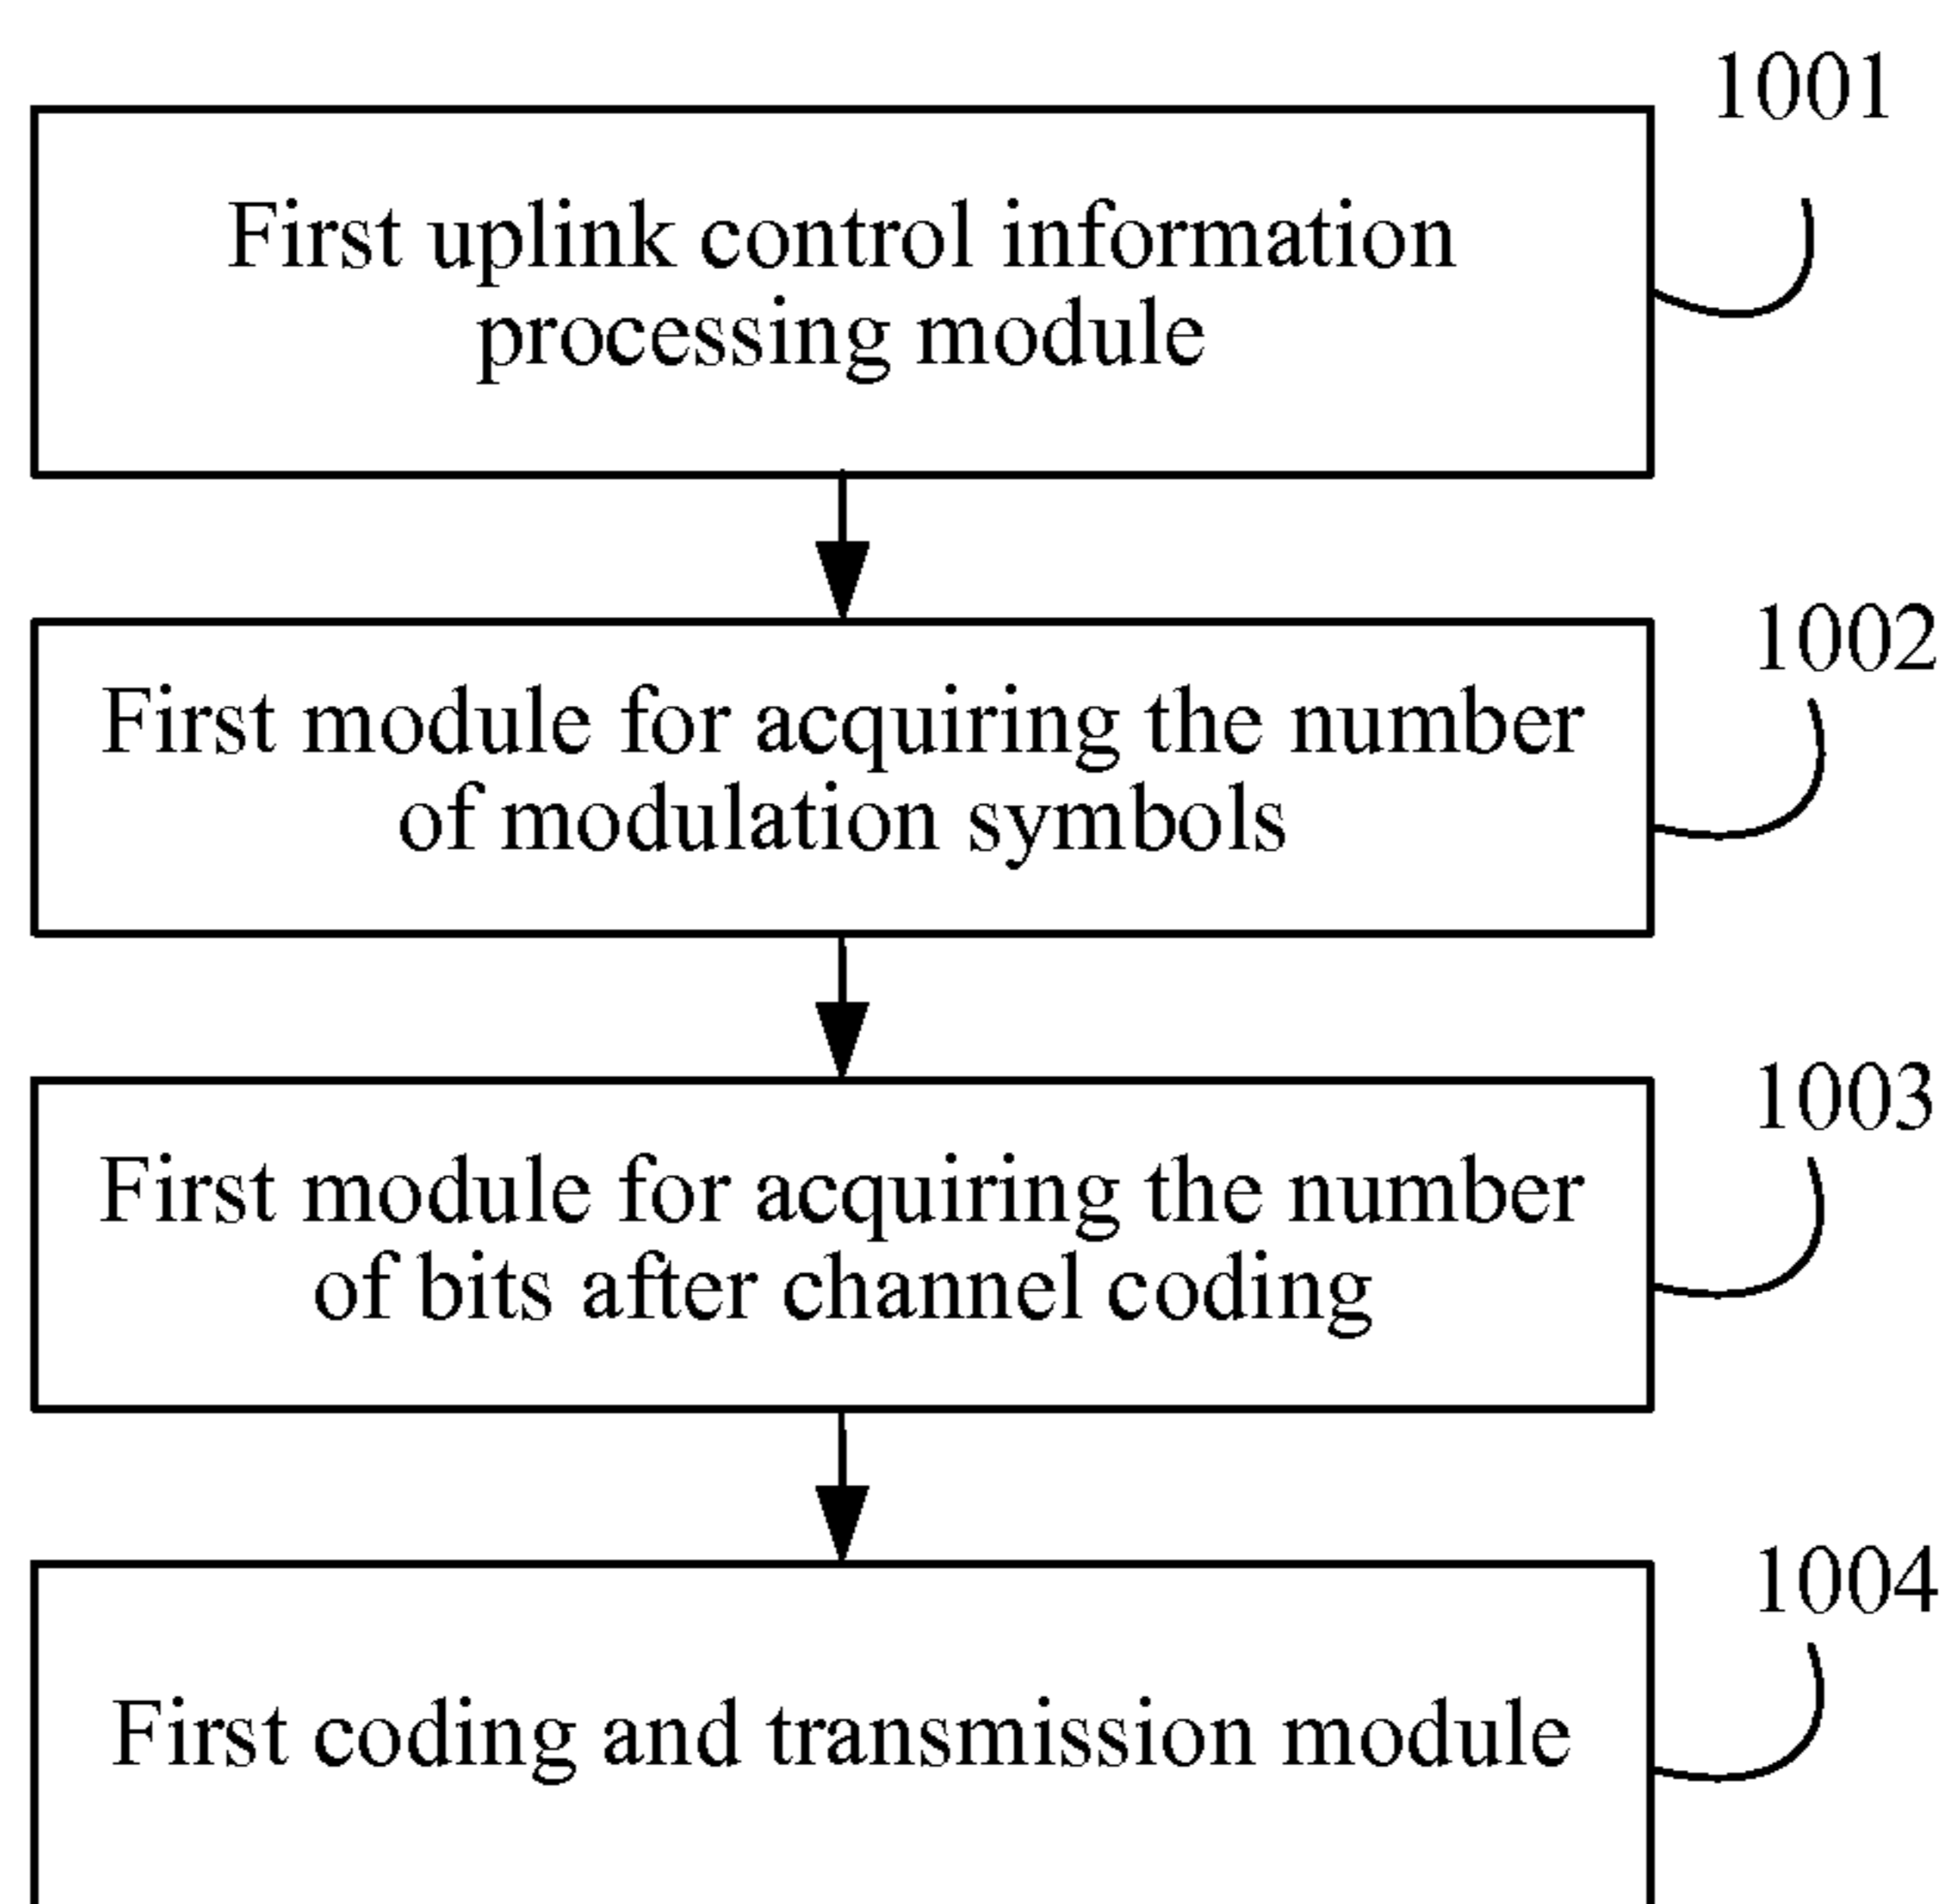 1001
First uplink control information
processing module
1002
First module for acquiring the number
of modulation symbols
1003
First module for acquiring the number
of bits after channel coding
1004
First coding and transmission module